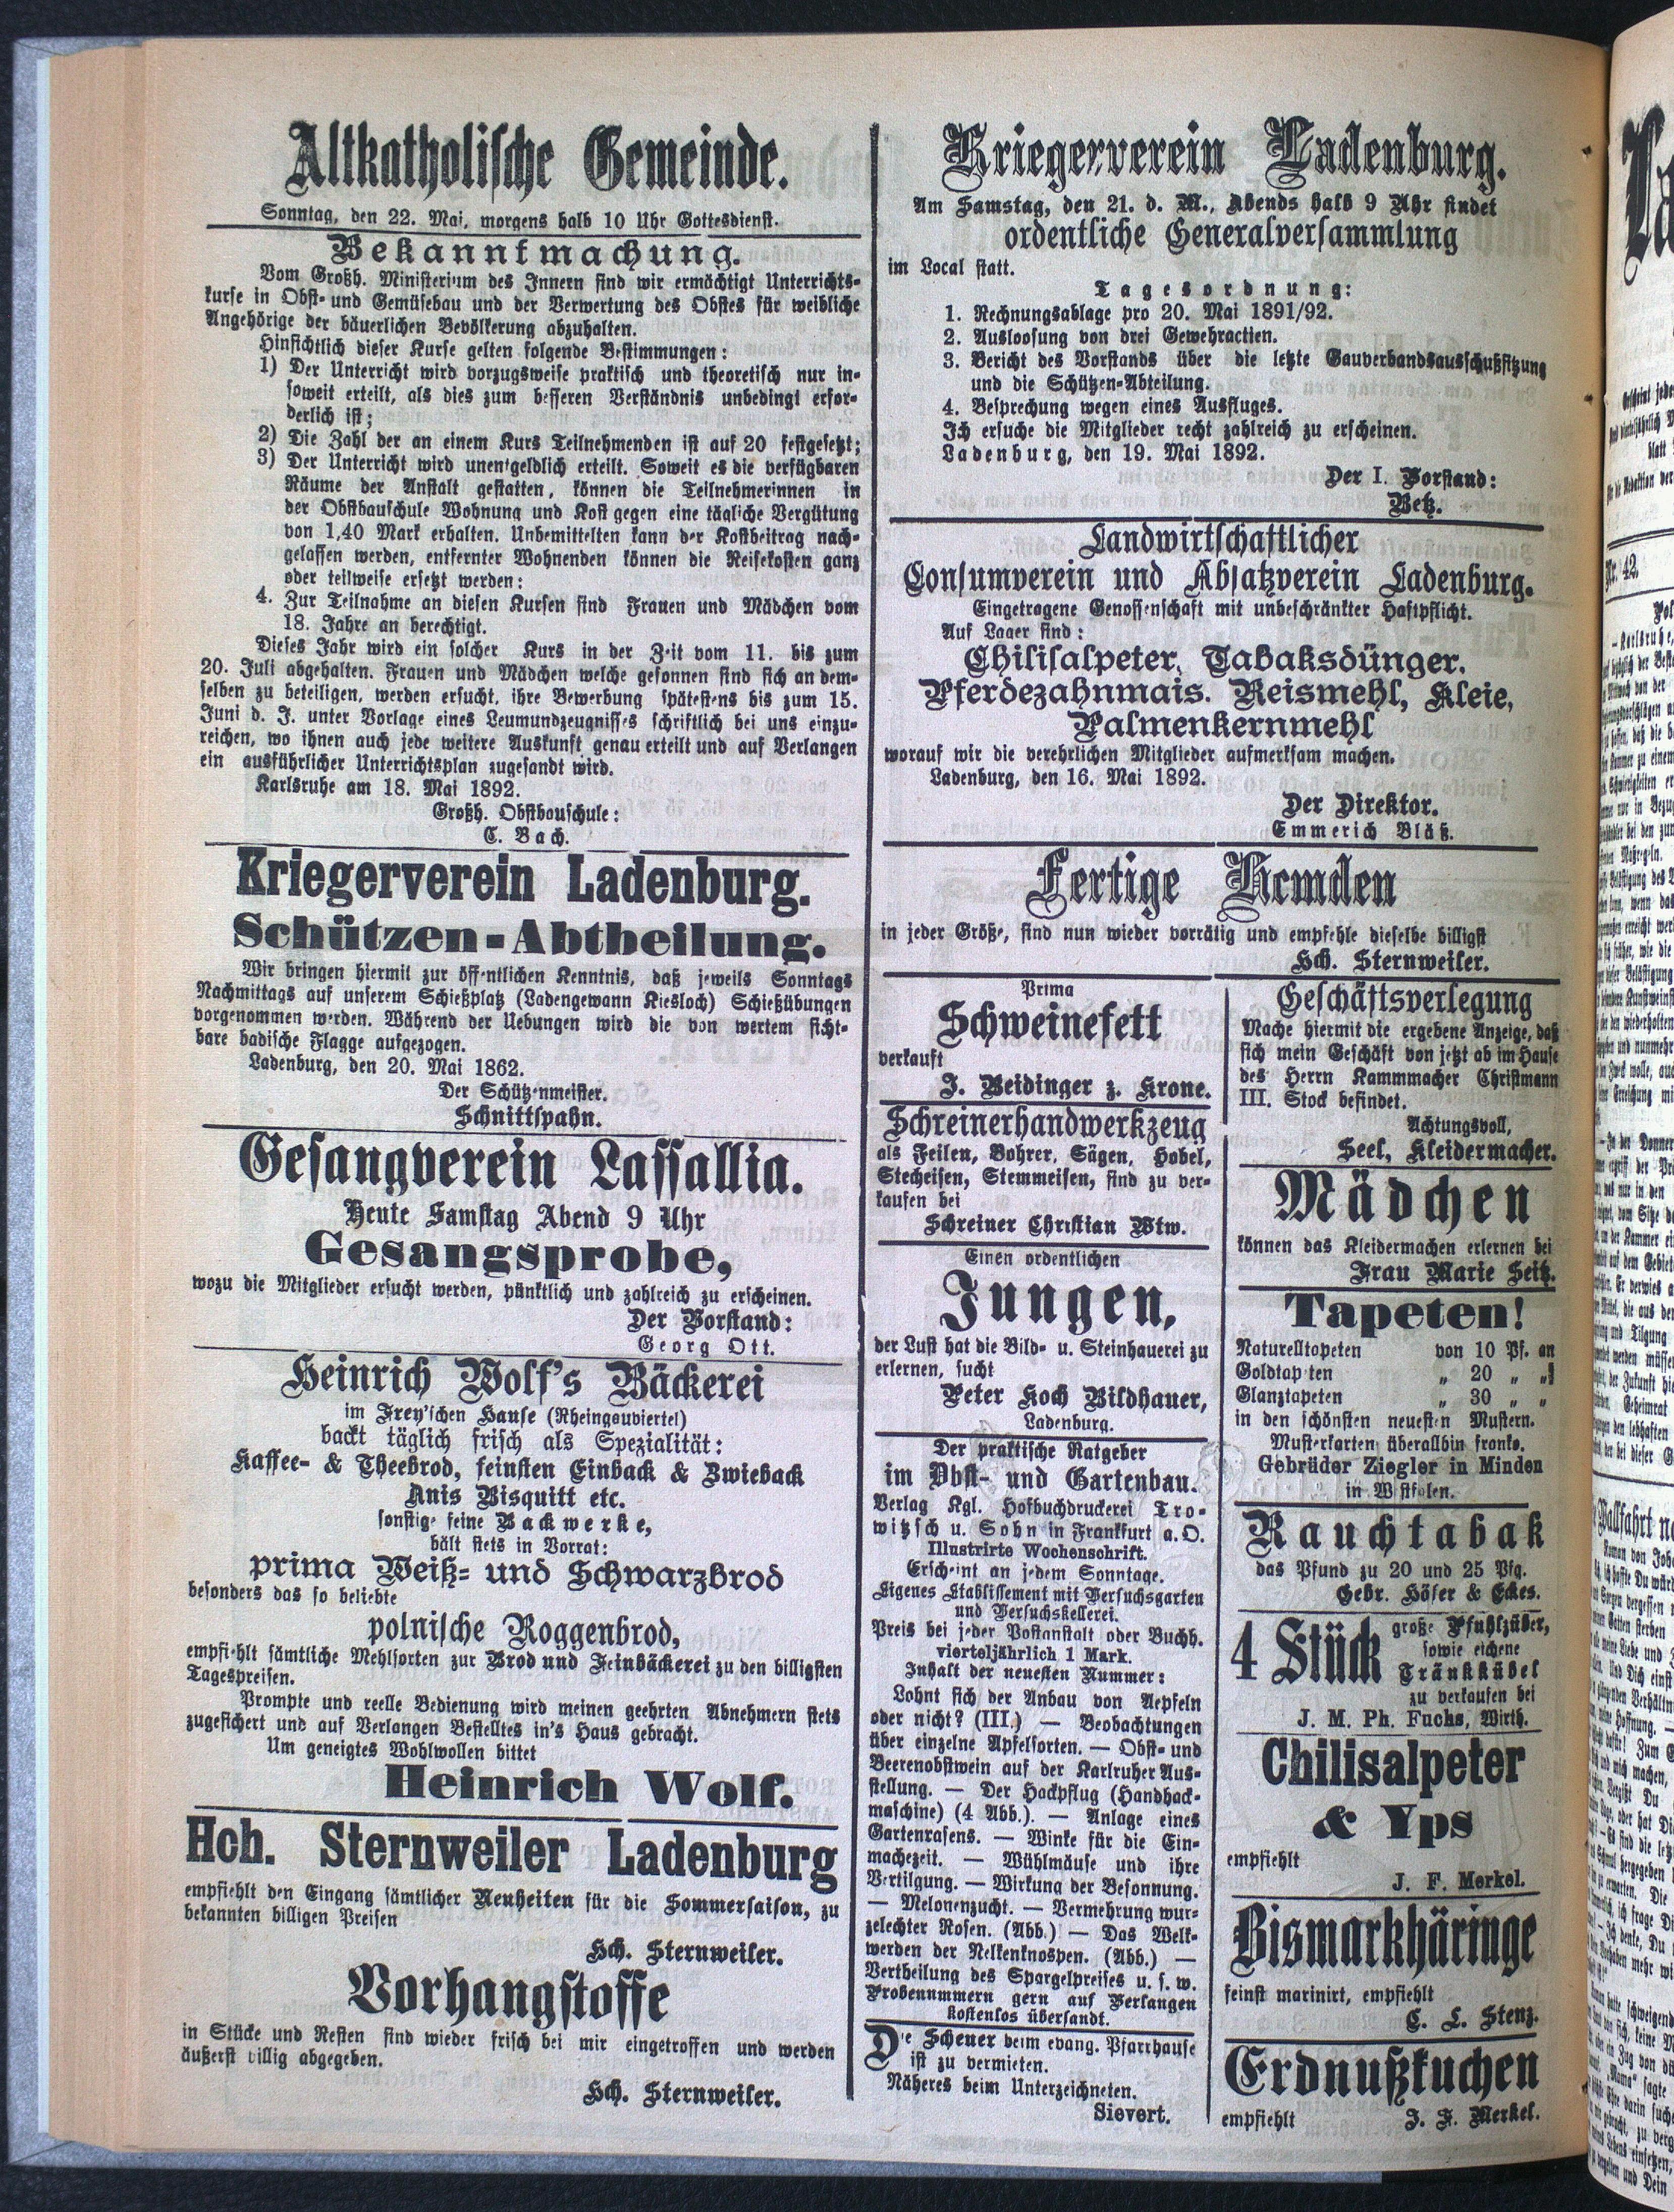 Altkatholische Gemeinde.
Sonntag, den 22. Mai, morgens halb 10 Uhr Gottesdienst.
Bekanntmachung.
Vom Großh. Ministerium des Innern sind wir ermächtigt Unterrichts-
kurse in Obst- und Gemüsebau und der Verwertung des Obstes für weibliche
Angehörige der bäuerlichen Bevölkerung abzuhalten.
Hinsichtlich dieser Kurse gelten folgende Bestimmungen:
1) Der Unterricht wird vorzugsweise praktisch und theoretisch nur in-
soweit erteilt, als dies zum besseren Verständnis unbedingt erfor-
derlich ist;
2) Die Zahl der an einem Kurs Teilnehmenden ist auf 20 festgesetzt;
3) Der Unterricht wird unentgeldlich erteilt. Soweit es die verfügbaren
Räume der Anstalt gestatten, können die Teilnehmerinnen in
der Obstbauschule Wohnung und Kost gegen eine tägliche Vergütung
von 1,40 Mark erhalten. Unbemittelten kann der Kostbeitrag nach-
gelassen werden, entfernter Wohnenden können die Reisekosten ganz
oder teilweise ersetzt werden:
4. Zur Teilnahme an diesen Kursen sind Frauen und Mädchen vom
18. Jahre an berechtigt.
Dieses Jahr wird ein solcher Kurs in der Zeit vom 11. bis zum
20. Juli abgehalten. Frauen und Mädchen welche gesonnen sind sich an dem-
selben zu beteiligen, werden ersucht, ihre Bewerbung spätestens bis zum 15.
Juni d. J. unter Vorlage eines Leumundzeugnisses schriftlich bei uns einzu-
reichen, wo ihnen auch jede weitere Auskunft genau erteilt und auf Verlangen
ein ausführlicher Unterrichtsplan zugesandt wird.
Karlsruhe am 18. Mai 1892.
Großh. Obstbauschule:
C. Bach.
Kriegerverein Ladenburg.
Schützen-Abtheilung.
Wir bringen hiermit zur öffentlichen Kenntnis, daß jeweils Sonntags
Nachmittags auf unserem Schießplatz (Ladengewann Kiesloch) Schießübungen
vorgenommen werden. Während der Uebungen wird die von wertem sicht-
bare badische Flagge aufgezogen.
Ladenburg, den 20. Mai 1862.
Der Schützenmeister.
Schnittspahn.
Gesangverein Lassallia.
Heute Samstag Abend 9 Uhr
Gesangsprobe,
wozu die Mitglieder ersucht werden, pünktlich und zahlreich zu erscheinen.
Der Vorstand:
Georg Ott.
Heinrich Wolf's Bäckerei
im Frey'schen Hause (Rheingauviertel)
backt täglich frisch als Spezialität:
Kaffee- & Theebrod, feinsten Einback & Zwieback
Anis Bisquitt etc.
sonstige feine Backwerke,
hält stets in Vorrat:
prima Weiß- und Schwarzbrod
besonders das so beliebte
polnische Roggenbrod,
empfiehlt sämtliche Mehlsorten zur Brod und Feinbäckerei zu den billigsten
Tagespreisen.
Prompte und reelle Bedienung wird meinen geehrten Abnehmern stets
zugesichert und auf Verlangen Bestelltes in's Haus gebracht.
Um geneigtes Wohlwollen bittet
Heinrich Wolf.
Hch. Sternweiler Ladenburg
empfiehlt den Eingang sämtlicher Neuheiten für die Sommersaison, zu
bekannten billigen Preisen
Hch. Sternweiler.
Vorhangstoffe
in Stücke und Resten sind wieder frisch bei mir eingetroffen und werden
äußerst billig abgegeben.
Hch. Sternweiler.
Kriegerverein Ladenburg.
Am Samstag, den 21. d. M., Abends halb 9 Uhr findet
ordentliche Generalversammlung
im Local statt.
Tagesordnung:
1. Rechnungsablage pro 20. Mai 1891/92.
2. Ausloosung von drei Gewehractien.
3. Bericht des Vorstands über die letzte Gauverbandsausschußsitzung
und die Schützen-Abteilung.
4. Besprechung wegen eines Ausfluges.
Ich ersuche die Mitglieder recht zahlreich zu erscheinen.
Ladenburg, den 19. Mai 1892.
Der I. Vorstand:
Betz.
Landwirtschaftlicher
Consumverein und Absatzverein Ladenburg.
Eingetragene Genossenschaft mit unbeschränkter Haftpflicht.
Auf Lager sind:
Chilisalpeter, Tabaksdünger.
Pferdezahnmais. Reismehl, Kleie,
Palmenkernmehl
worauf wir die verehrlichen Mitglieder aufmerksam machen.
Ladenburg, den 16. Mai 1892.
Der Direktor.
Emmerich Bläß.
Fertige Hemden
in jeder Größe, sind nun wieder vorrätig und empfehle dieselbe billigst
Hch. Sternweiler.
Prima
Schweinefett
verkauft
J. Beidinger z. Krone.
Schreinerhandwerkzeug
als Feilen, Bohrer, Sägen, Hobel,
Stecheisen, Stemmeisen, sind zu ver-
kaufen bei
Schreiner Christian Wtw.
Einen ordentlichen
Jungen,
der Lust hat die Bild- u. Steinhauerei zu
erlernen, sucht
Peter Koch Bildhauer,
Ladenburg.
Der praktische Ratgeber
im Obst- und Gartenbau.
Verlag Kgl. Hofbuchdruckerei Tro-
witzsch u. Sohn in Frankfurt a. O.
Illustrirte Wochenschrift.
Erscheint an jedem Sonntage.
Eigenes Etablissement mit Versuchsgarten
und Versuchskellerei.
Preis bei jeder Postanstalt oder Buchh.
vierteljährlich 1 Mark.
Inhalt der neuesten Nummer:
Lohnt sich der Anbau von Aepfeln
oder nicht? (III.) — Beobachtungen
über einzelne Apfelsorten. — Obst- und
Beerenobstwein auf der Karlsruher Aus-
stellung. — Der Hackpflug (Handhack-
maschine) (4 Abb.). — Anlage eines
Gartenrasens. — Winke für die Ein-
machezeit. — Wühlmäuse und ihre
Vertilgung. — Wirkung der Besonnung.
— Melonenzucht. — Vermehrung wur-
zelechter Rosen. (Abb.) — Das Welk-
werden der Nelkenknospen. (Abb.) —
Vertheilung des Spargelpreises u. s. w.
Probenummern gern auf Verlangen
kostenlos übersandt.
Die Scheuer beim evang. Pfarrhause
ist zu vermieten.
Näheres beim Unterzeichneten.
Sievert.
Geschäftsverlegung
Mache hiermit die ergebene Anzeige, daß
sich mein Geschäft von jetzt ab im Hause
des Herrn Kammmacher Christmann
III. Stock befindet.
Achtungsvoll,
Seel, Kleidermacher.
Mädchen
können das Kleidermachen erlernen bei
Frau Marie Seitz.
Tapeten!
Naturelltapeten von 10 Pf. an
Goldtapeten „ 20 „ „
Glanztapeten „ 30 „ „
in den schönsten neuesten Mustern.
Musterkarten überallhin franko.
Gebrüder Ziegler in Minden
in Westfalen.
Rauchtabak
das Pfund zu 20 und 25 Pfg.
Gebr. Höfer & Eckes.
4 Stück große Pfuhlzüber,
sowie eichene
Tränkkübel
zu verkaufen bei
J. M. Ph. Fuchs, Wirth.
Chilisalpeter
& Yps
empfiehlt
J. F. Merkel.
Bismarkhäringe
feinst marinirt, empfiehlt
C. L. Stenz.
Erdnußkuchen
empfiehlt J. F. Merkel.